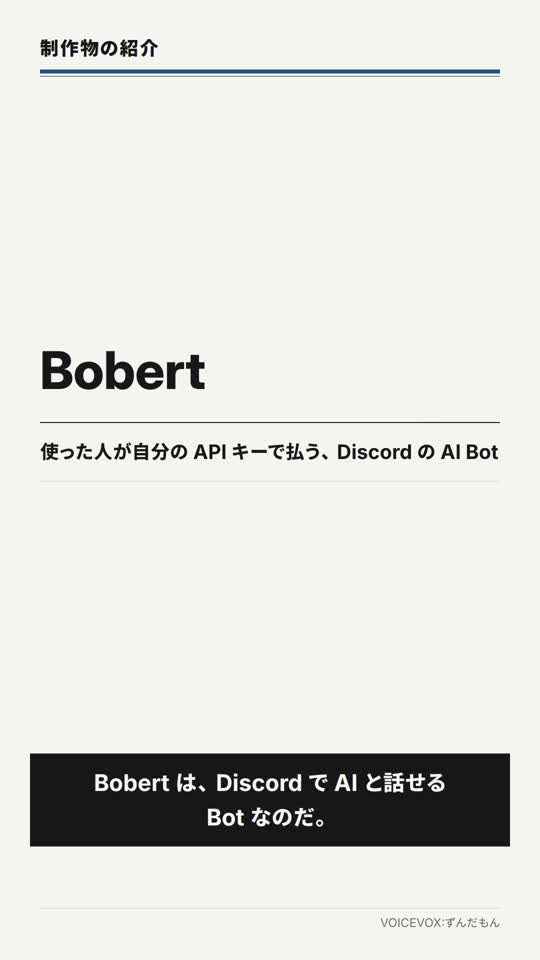 制作物の紹介
Bobert
使った人が自分の API キーで払う、Discord の AI Bot
Bobert は、Discord で AI と話せる
Bot なのだ。
VOICEVOX:ずんだもん